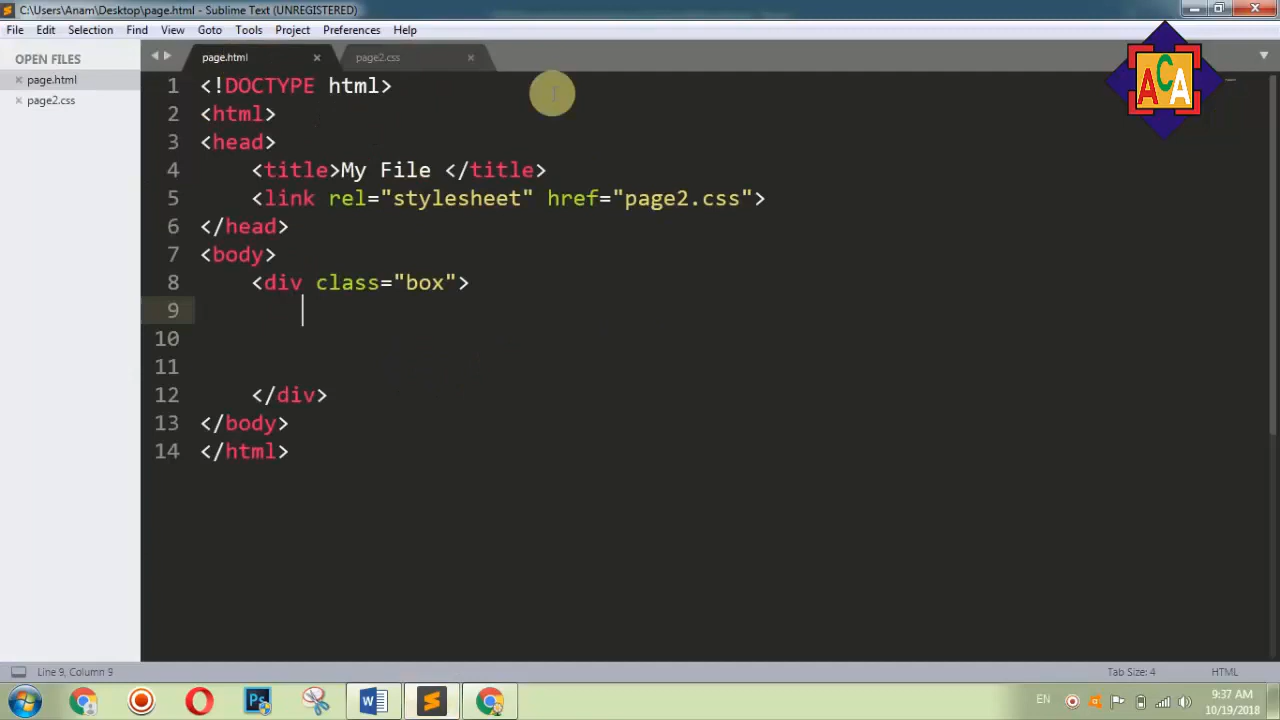 C:\Users\Anam\Desktop\page.html - Sublime Text (UNREGISTERED)
File Edit Selection Find View Goto Tools Project Preferences Help
OPEN FILES
page.html
page2.css
page.html
page2.css
ACA
1 <!DOCTYPE html>
2 <html>
3 <head>
4 <title>My File </title>
5 <link rel="stylesheet" href="page2.css">
6 </head>
7 <body>
8 <div class="box">
9
10
11
12 </div>
13 </body>
14 </html>
Line 9, Column 9
Tab Size: 4
HTML
EN
9:37 AM
10/19/2018